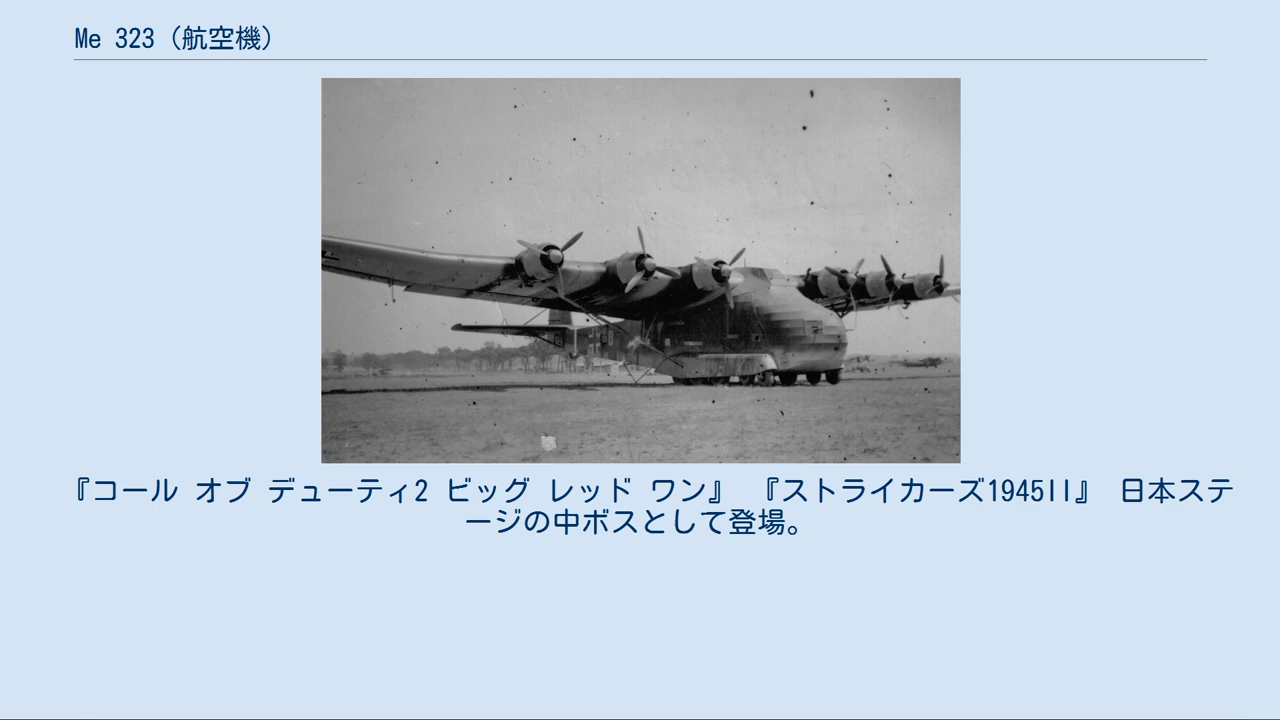 Me 323（航空機）
『コール オブ デューティ2 ビッグ レッド ワン』 『ストライカーズ1945II』 日本ステ
ージの中ボスとして登場。